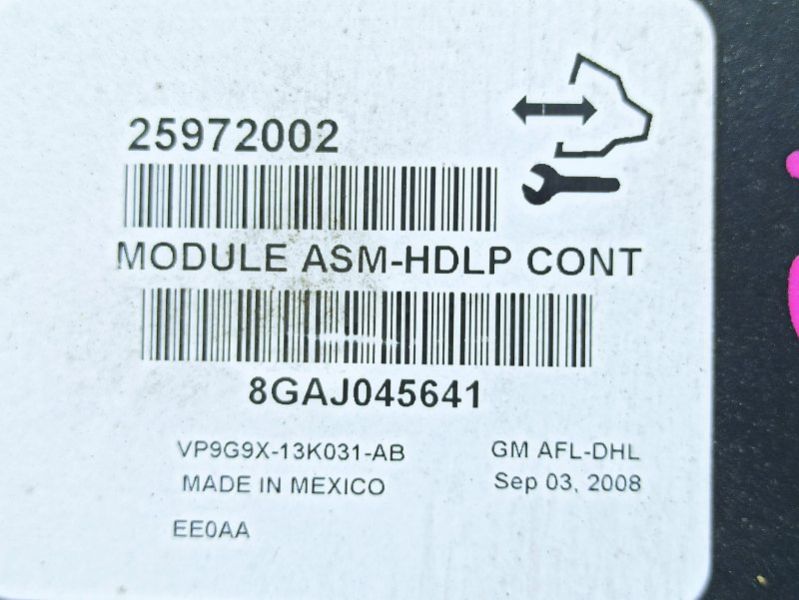 25972002
MODULE ASM-HDLP CONT
8GAJ045641
VP9G9X-13K031-AB
GM AFL-DHL
MADE IN MEXICO
Sep 03, 2008
EE0AA